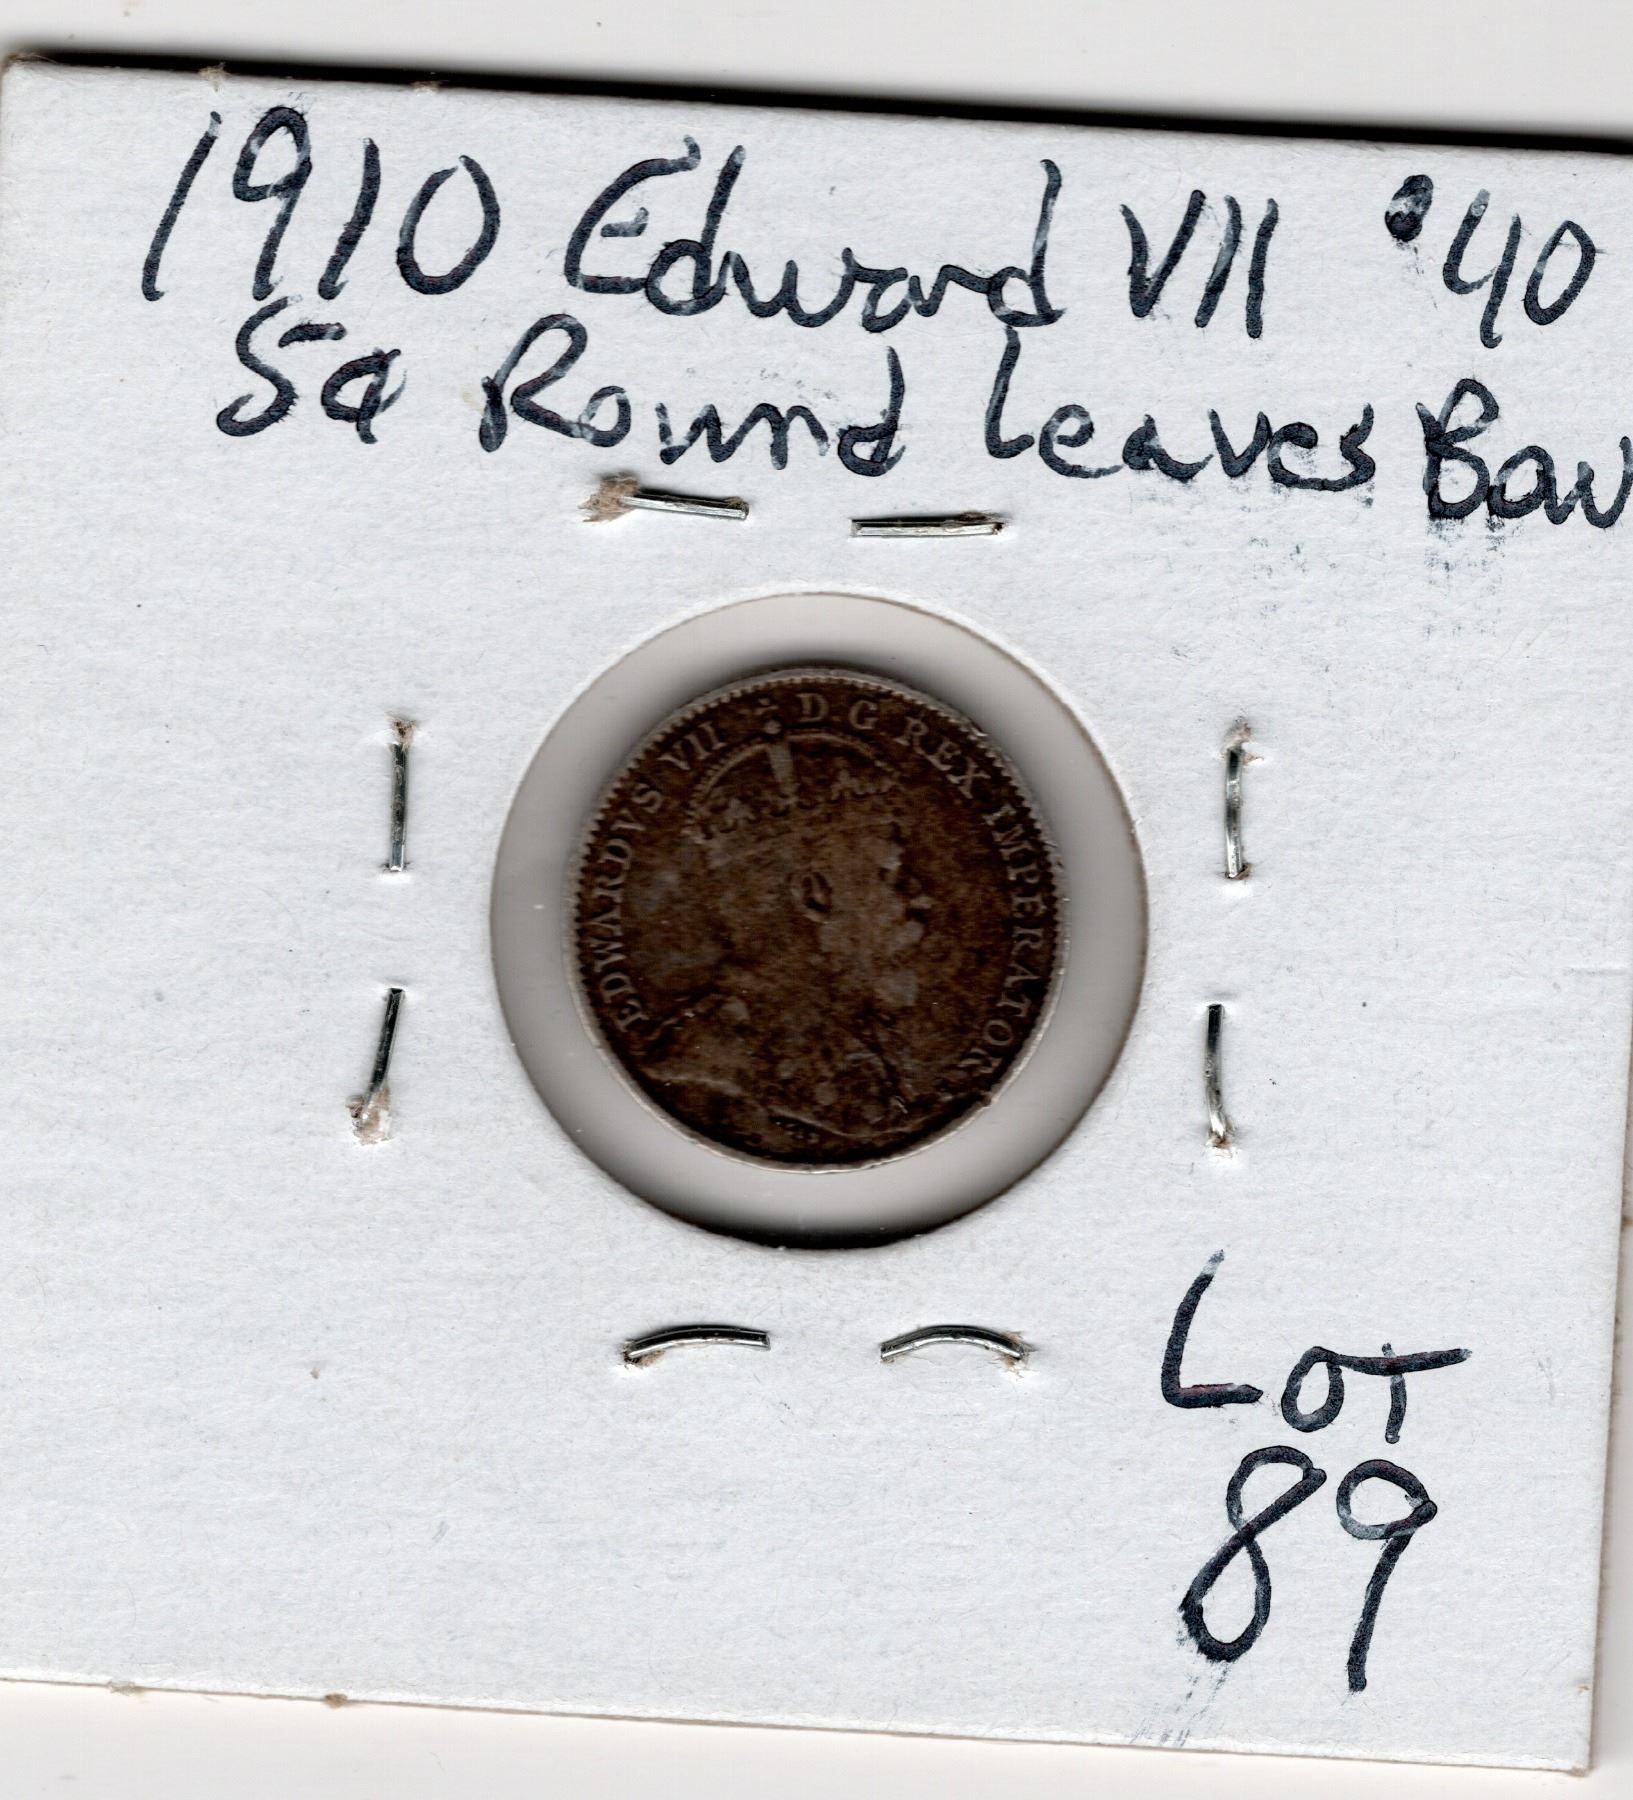 1910 Edward VII $40
5¢ Round Leaves Bow
EDWARDVS VII D G REX IMPERATOR
Lot
89